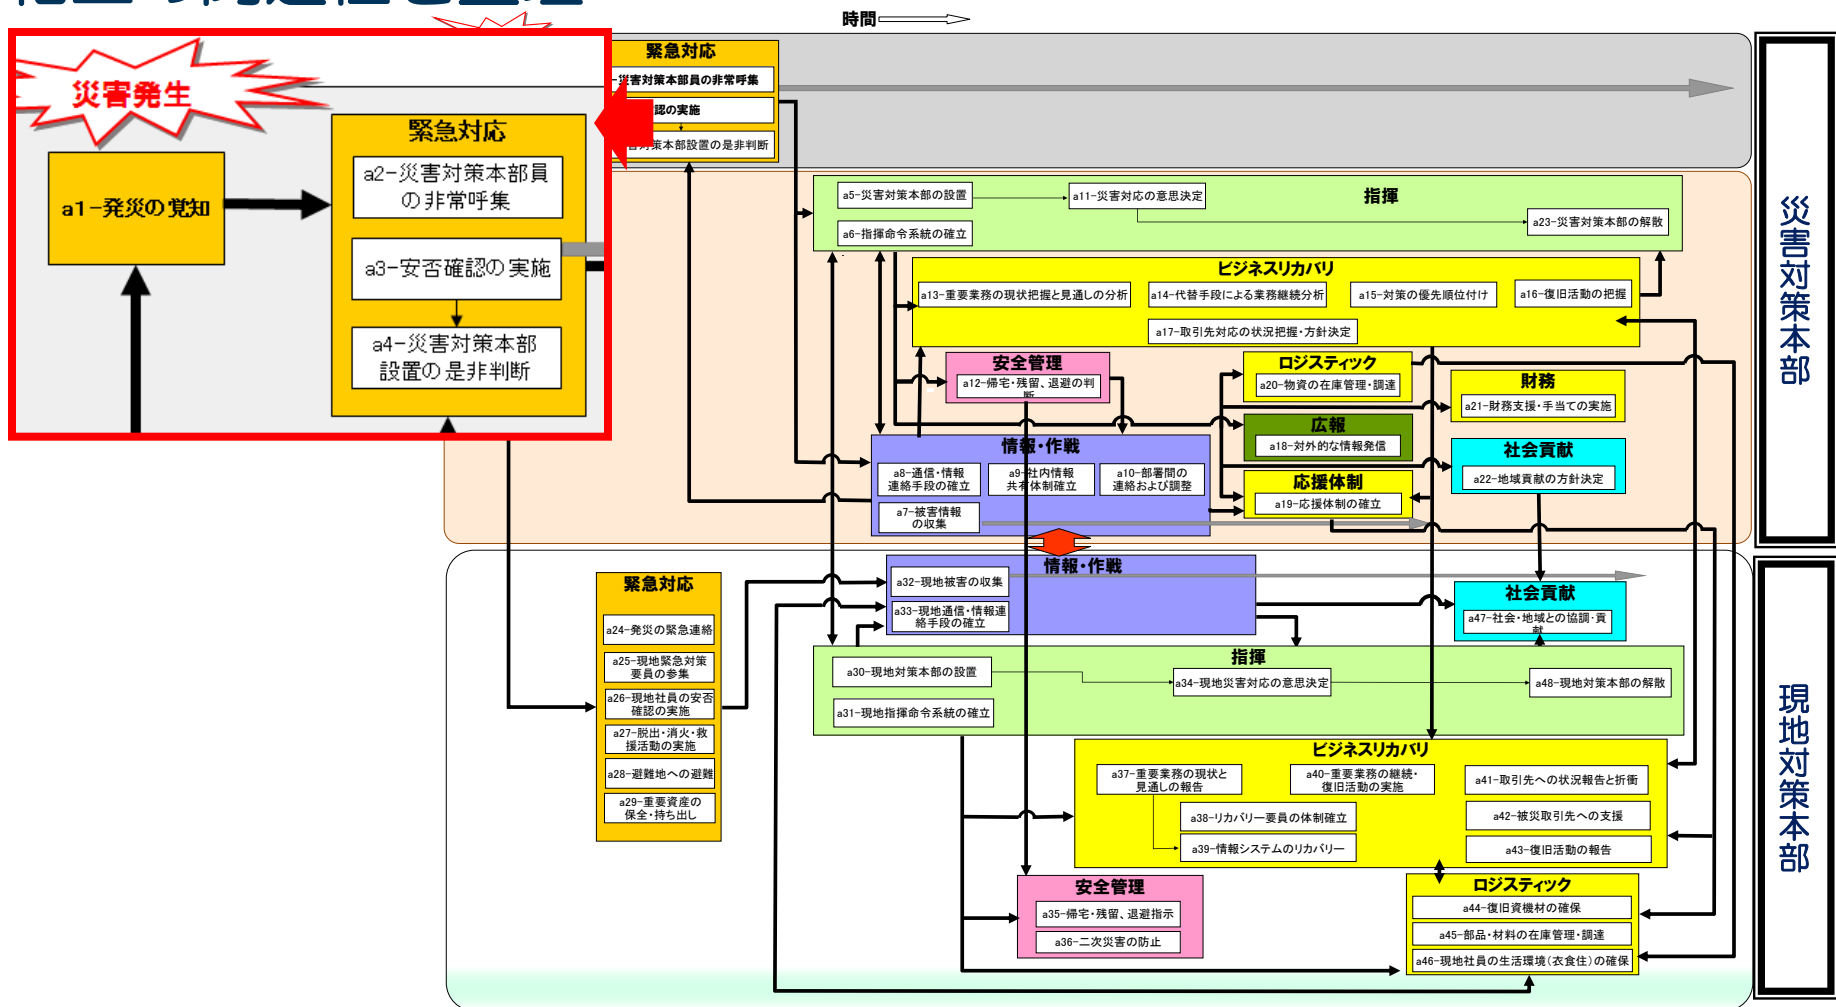 時間
災害発生
緊急対応
a1-発災の覚知
a2-災害対策本部員
の非常呼集
a3-安否確認の実施
a4-災害対策本部
設置の是非判断
緊急対応
災害対策本部員の非常呼集
認の実施
対策本部設置の是非判断
災害対策本部
指揮
a5-災害対策本部の設置
a11-災害対応の意思決定
a23-災害対策本部の解散
a6-指揮命令系統の確立
ビジネスリカバリ
a13-重要業務の現状把握と見通しの分析
a14-代替手段による業務継続分析
a15-対策の優先順位付け
a16-復旧活動の把握
a17-取引先対応の状況把握・方針決定
安全管理
a12-帰宅・残留、退避の判
断
ロジスティック
a20-物資の在庫管理・調達
財務
a21-財務支援・手当ての実施
広報
a18-対外的な情報発信
社会貢献
a22-地域貢献の方針決定
応援体制
a19-応援体制の確立
情報・作戦
a8-通信・情報
連絡手段の確立
a9-社内情報
共有体制確立
a10-部署間の
連絡および調整
a7-被害情報
の収集
現地対策本部
緊急対応
a24-発災の緊急連絡
a25-現地緊急対策
要員の参集
a26-現地社員の安否
確認の実施
a27-脱出・消火・救
援活動の実施
a28-避難地への避難
a29-重要資産の
保全・持ち出し
情報・作戦
a32-現地被害の収集
a33-現地通信・情報連
絡手段の確立
社会貢献
a47-社会・地域との協調・貢
献
指揮
a30-現地対策本部の設置
a34-現地災害対応の意思決定
a48-現地対策本部の解散
a31-現地指揮命令系統の確立
ビジネスリカバリ
a37-重要業務の現状と
見通しの報告
a40-重要業務の継続・
復旧活動の実施
a41-取引先への状況報告と折衝
a38-リカバリー要員の体制確立
a42-被災取引先への支援
a39-情報システムのリカバリー
a43-復旧活動の報告
安全管理
a35-帰宅・残留、退避指示
a36-二次災害の防止
ロジスティック
a44-復旧資機材の確保
a45-部品・材料の在庫管理・調達
a46-現地社員の生活環境（衣食住）の確保